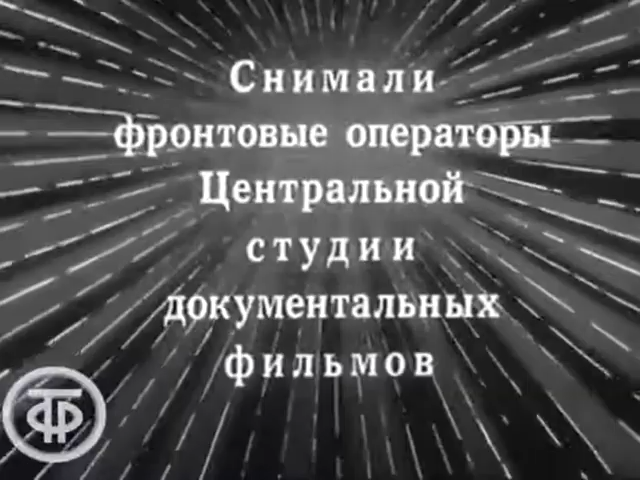 Снимали
фронтовые операторы
Центральной
студии
документальных
фильмов